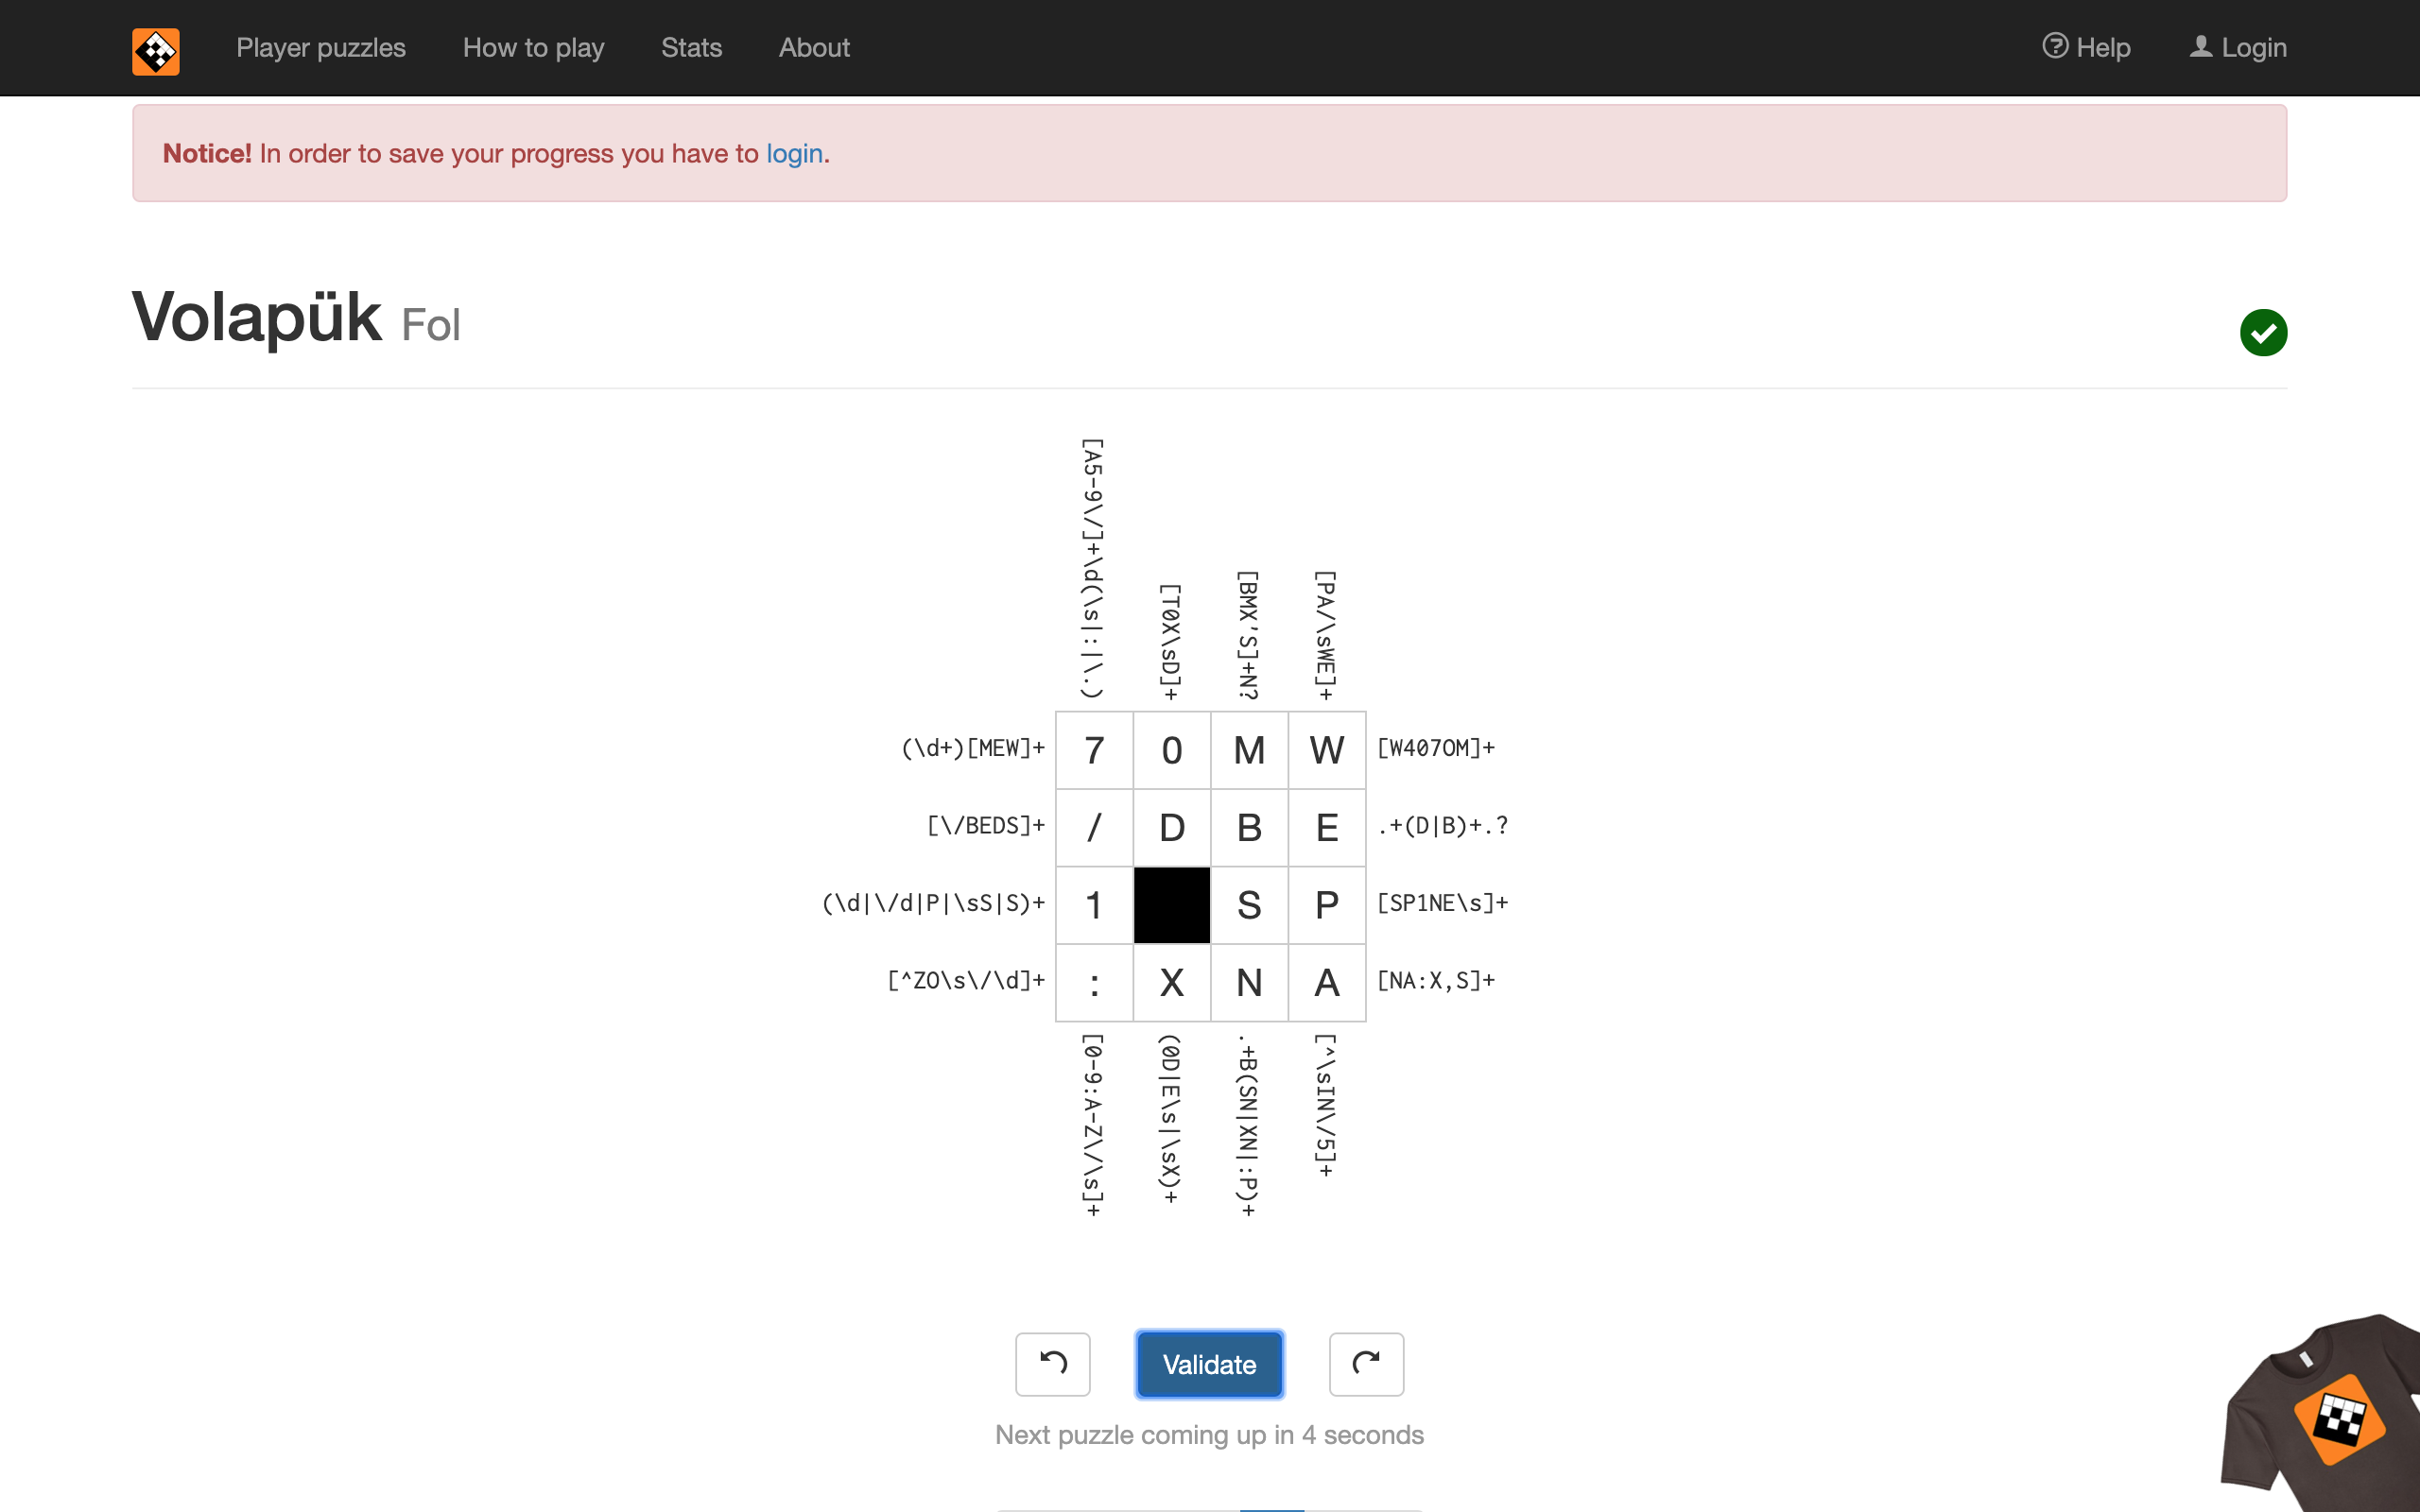 Player puzzles How to play Stats About Help Login
Notice! In order to save your progress you have to login.
Volapük Fol
[A5-9\/]+\d(\s|:|\.)
[T0X\sD]+
[BMX'S]+N?
[PA/\sWE]+
(\d+)[MEW]+ 7 0 M W [W407OM]+
[\/BEDS]+ / D B E .+(D|B)+.?
(\d|\/d|P|\sS|S)+ 1 S P [SP1NE\s]+
[^ZO\s\/\d]+ : X N A [NA:X,S]+
[0-9:A-Z\/\s]+
(0D|E\s|\sX)+
.+B(SN|XN|:P)+
[^\sIN\/5]+
Validate
Next puzzle coming up in 4 seconds